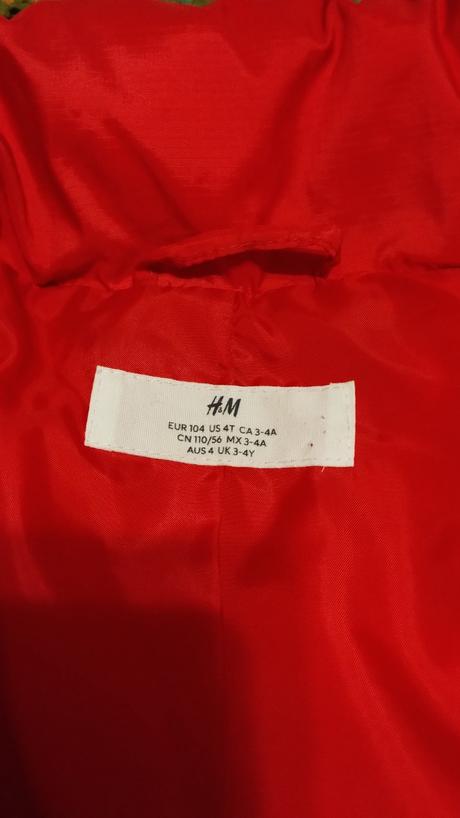 H&M
EUR 104 US 4T CA 3-4A
CN 110/56 MX 3-4A
AUS 4 UK 3-4Y